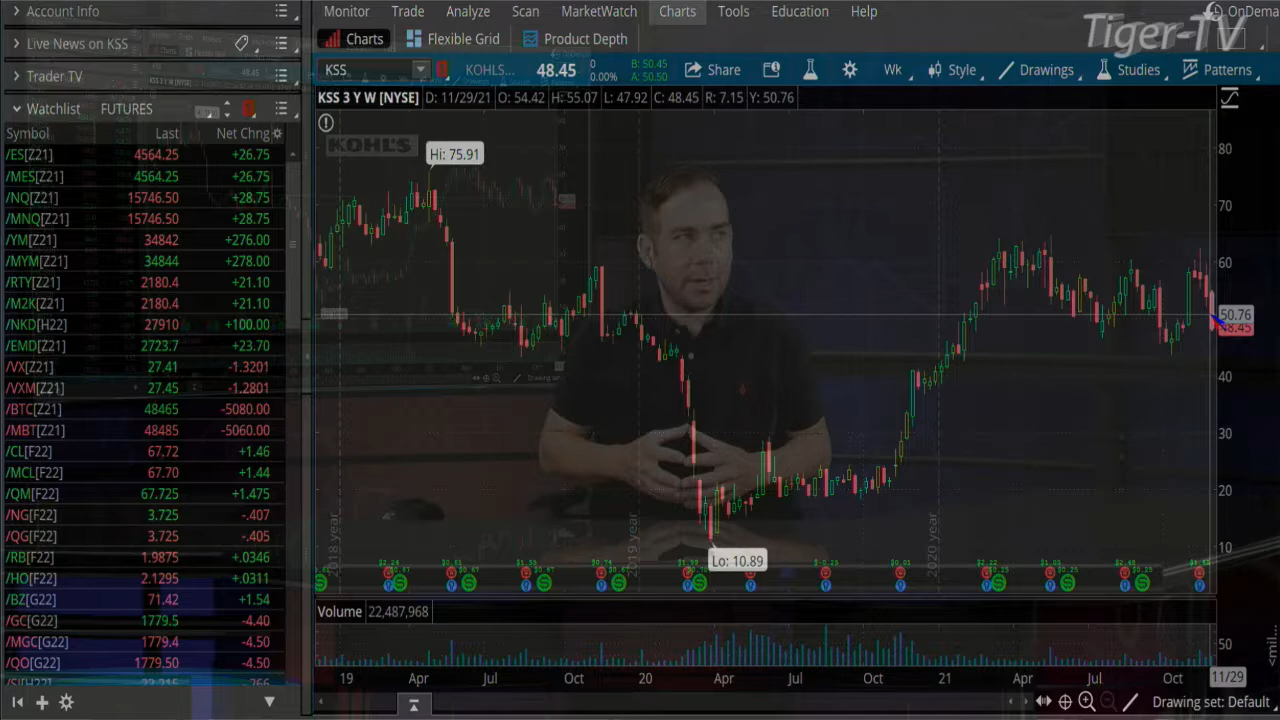 Account Info
Monitor Trade Analyze Scan MarketWatch Charts Tools Education Help
OnDema
Tiger-TV
Live News on KSS
Charts Flexible Grid Product Depth
Trader TV
KSS KOHLS... 48.45 0 0.00% B: 50.45 A: 50.50 Share Wk Style Drawings Studies Patterns
Watchlist FUTURES
KSS 3 Y W [NYSE] D: 11/29/21 O: 54.42 H: 55.07 L: 47.92 C: 48.45 R: 7.15 Y: 50.76
Symbol Last Net Chng
/ES[Z21] 4564.25 +26.75
/MES[Z21] 4564.25 +26.75
/NQ[Z21] 15746.50 +28.75
/MNQ[Z21] 15746.50 +28.75
/YM[Z21] 34842 +276.00
/MYM[Z21] 34844 +278.00
/RTY[Z21] 2180.4 +21.10
/M2K[Z21] 2180.4 +21.10
/NKD[H22] 27910 +100.00
/EMD[Z21] 2723.7 +23.70
/VX[Z21] 27.41 -1.3201
/VXM[Z21] 27.45 -1.2801
/BTC[Z21] 48465 -5080.00
/MBT[Z21] 48485 -5060.00
/CL[F22] 67.72 +1.46
/MCL[F22] 67.70 +1.44
/QM[F22] 67.725 +1.475
/NG[F22] 3.725 -.407
/QG[F22] 3.725 -.405
/RB[F22] 1.9875 +.0346
/HO[F22] 2.1295 +.0311
/BZ[G22] 71.42 +1.54
/GC[G22] 1779.5 -4.40
/MGC[G22] 1779.4 -4.50
/QO[G22] 1779.50 -4.50
KOHL'S
Hi: 75.91
80
70
60
50.76
48.45
40
30
20
10
Lo: 10.89
2018 year
2019 year
2020 year
Volume 22,487,968
50
<mil...
19 Apr Jul Oct 20 Apr Jul Oct 21 Apr Jul Oct 11/29
Drawing set: Default